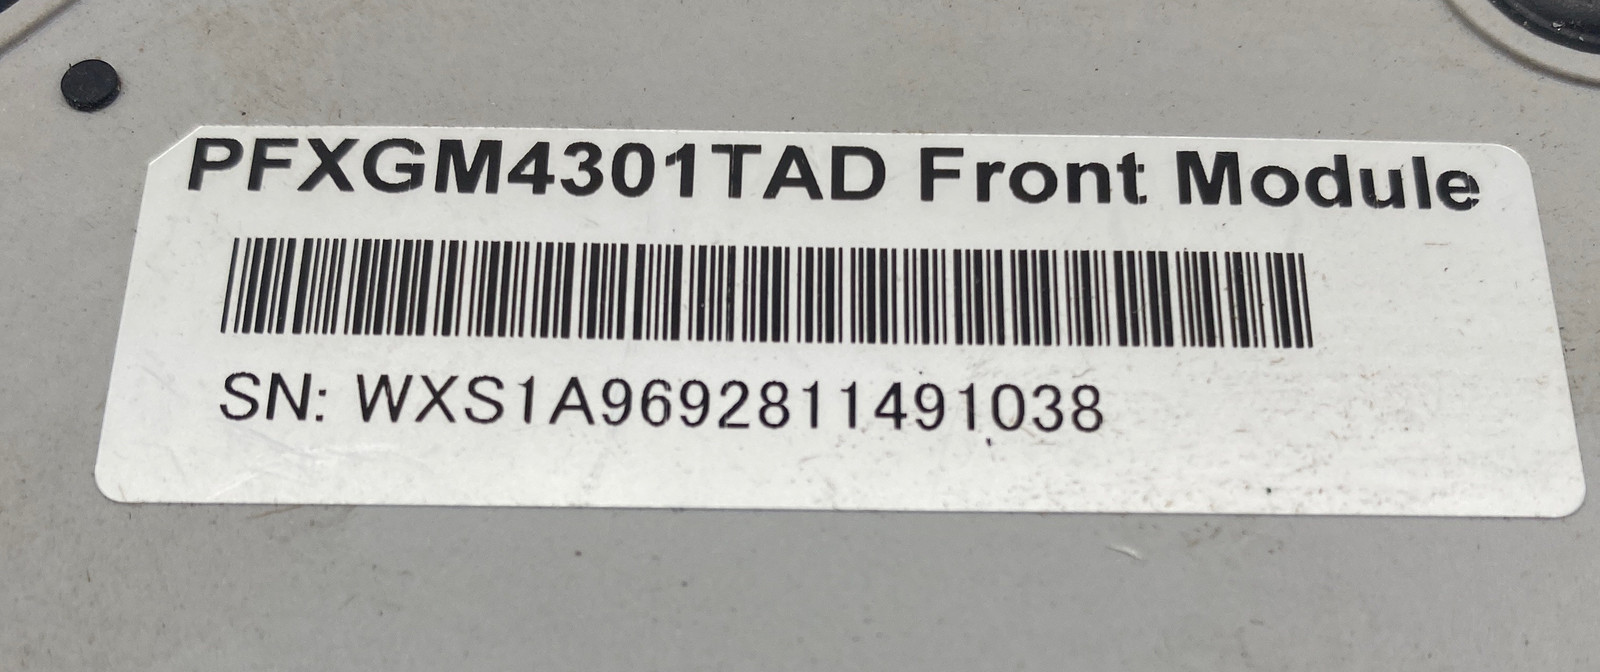 PFXGM4301TAD Front Module
SN: WXS1A9692811491038